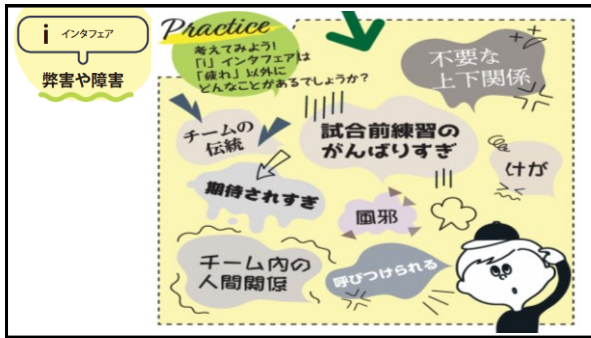 i インタフェア
弊害や障害
Practice
考えてみよう!
「i」インタフェアは
「疲れ」以外に
どんなことがあるでしょうか?
不要な
上下関係
チームの
伝統
試合前練習の
がんばりすぎ
けが
期待されすぎ
風邪
チーム内の
人間関係
呼びつけられる